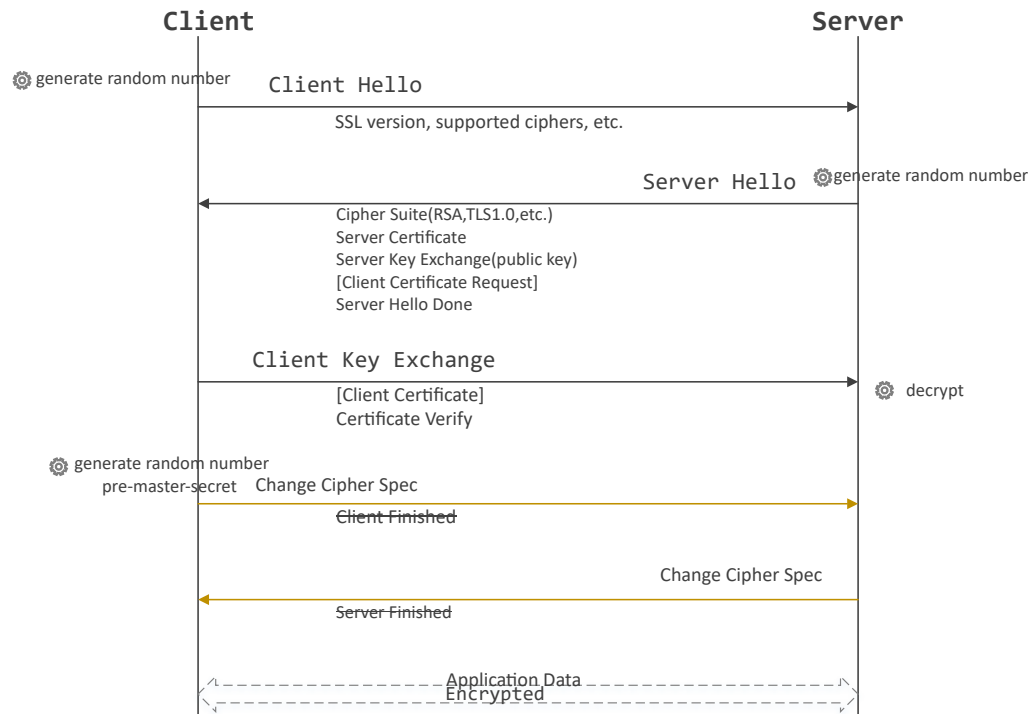 Client
Server
generate random number
Client Hello
SSL version, supported ciphers, etc.
Server Hello
generate random number
Cipher Suite(RSA,TLS1.0,etc.)
Server Certificate
Server Key Exchange(public key)
[Client Certificate Request]
Server Hello Done
Client Key Exchange
[Client Certificate]
Certificate Verify
decrypt
generate random number
pre-master-secret
Change Cipher Spec
Client Finished
Change Cipher Spec
Server Finished
Application Data
Encrypted